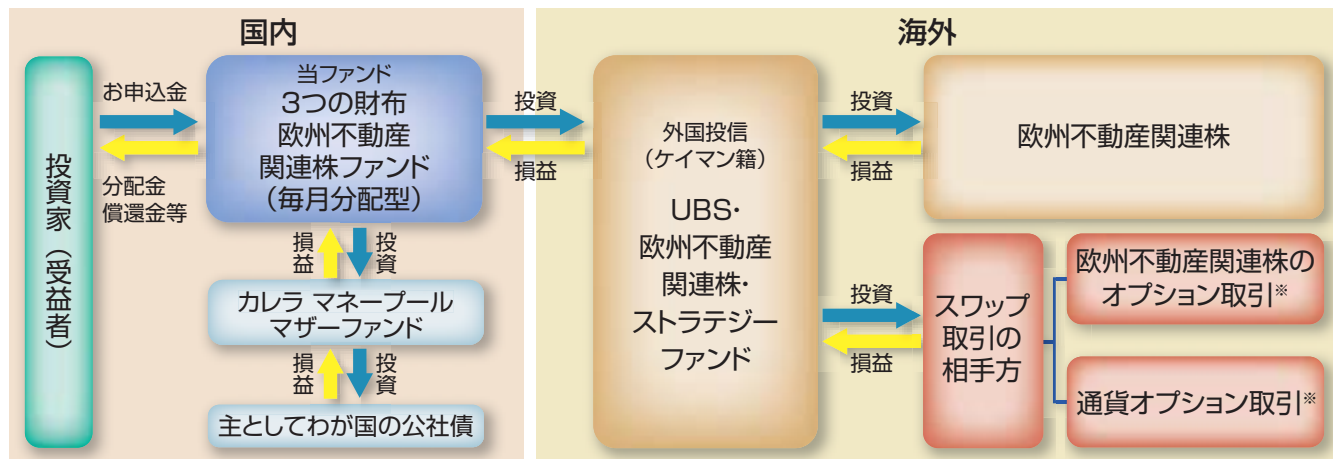 国内
投資家（受益者）
お申込金
分配金
償還金等
当ファンド
3つの財布
欧州不動産
関連株ファンド
（毎月分配型）
損益
投資
カレラ マネープール
マザーファンド
損益
投資
主としてわが国の公社債
投資
損益
海外
外国投信
（ケイマン籍）
UBS・
欧州不動産
関連株・
ストラテジー
ファンド
投資
損益
欧州不動産関連株
投資
損益
スワップ
取引の
相手方
欧州不動産関連株の
オプション取引※
通貨オプション取引※